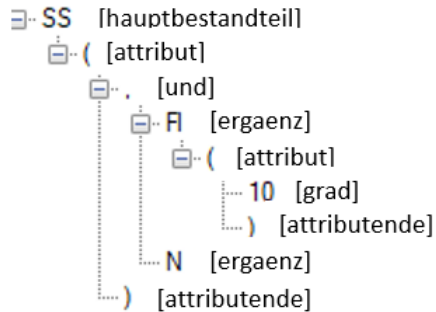 SS [hauptbestandteil]
( [attribut]
. [und]
Fl [ergaenz]
( [attribut]
10 [grad]
) [attributende]
N [ergaenz]
) [attributende]